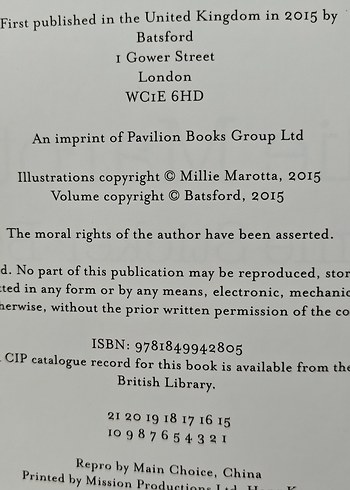 First published in the United Kingdom in 2015 by
Batsford
1 Gower Street
London
WC1E 6HD
An imprint of Pavilion Books Group Ltd
Illustrations copyright © Millie Marotta, 2015
Volume copyright © Batsford, 2015
The moral rights of the author have been asserted.
d. No part of this publication may be reproduced, stor
ted in any form or by any means, electronic, mechanic
herwise, without the prior written permission of the co
ISBN: 9781849942805
CIP catalogue record for this book is available from the
British Library.
21 20 19 18 17 16 15
10 9 8 7 6 5 4 3 2 1
Repro by Main Choice, China
Printed by Mission Productions Ltd,